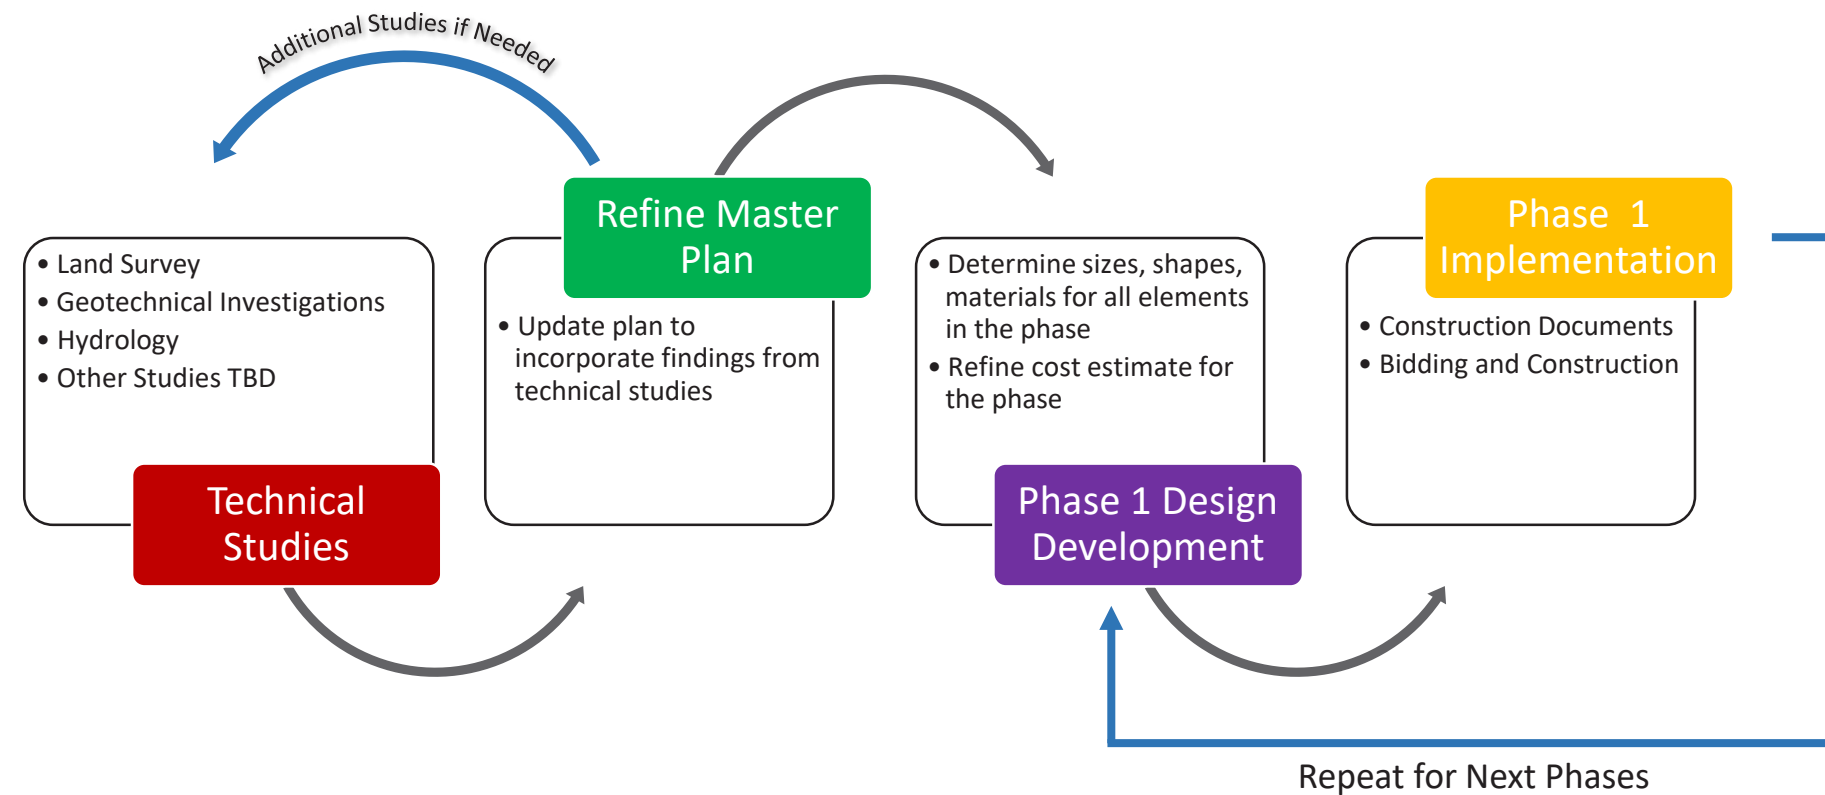 Additional Studies if Needed
• Land Survey
• Geotechnical Investigations
• Hydrology
• Other Studies TBD
Technical
Studies
Refine Master
Plan
• Update plan to
incorporate findings from
technical studies
• Determine sizes, shapes,
materials for all elements
in the phase
• Refine cost estimate for
the phase
Phase 1 Design
Development
Phase 1
Implementation
• Construction Documents
• Bidding and Construction
Repeat for Next Phases